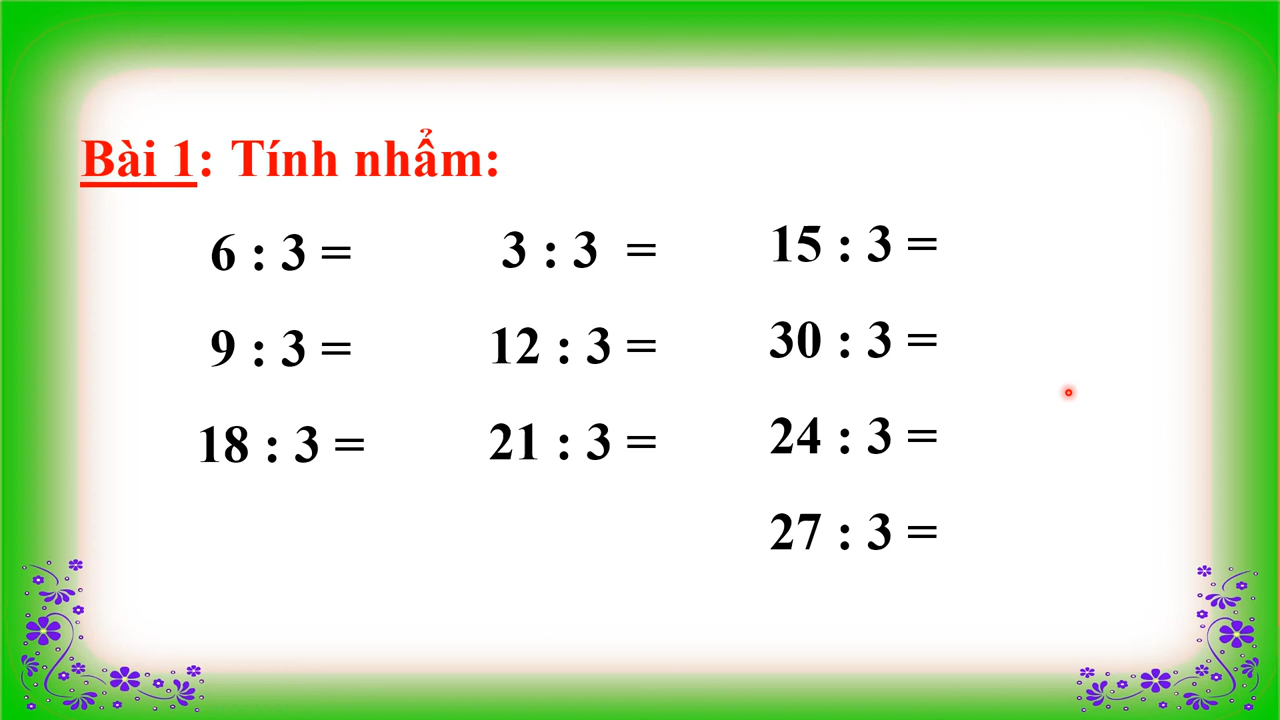 Bài 1: Tính nhẩm:
6 : 3 =
3 : 3 =
15 : 3 =
9 : 3 =
12 : 3 =
30 : 3 =
18 : 3 =
21 : 3 =
24 : 3 =
27 : 3 =